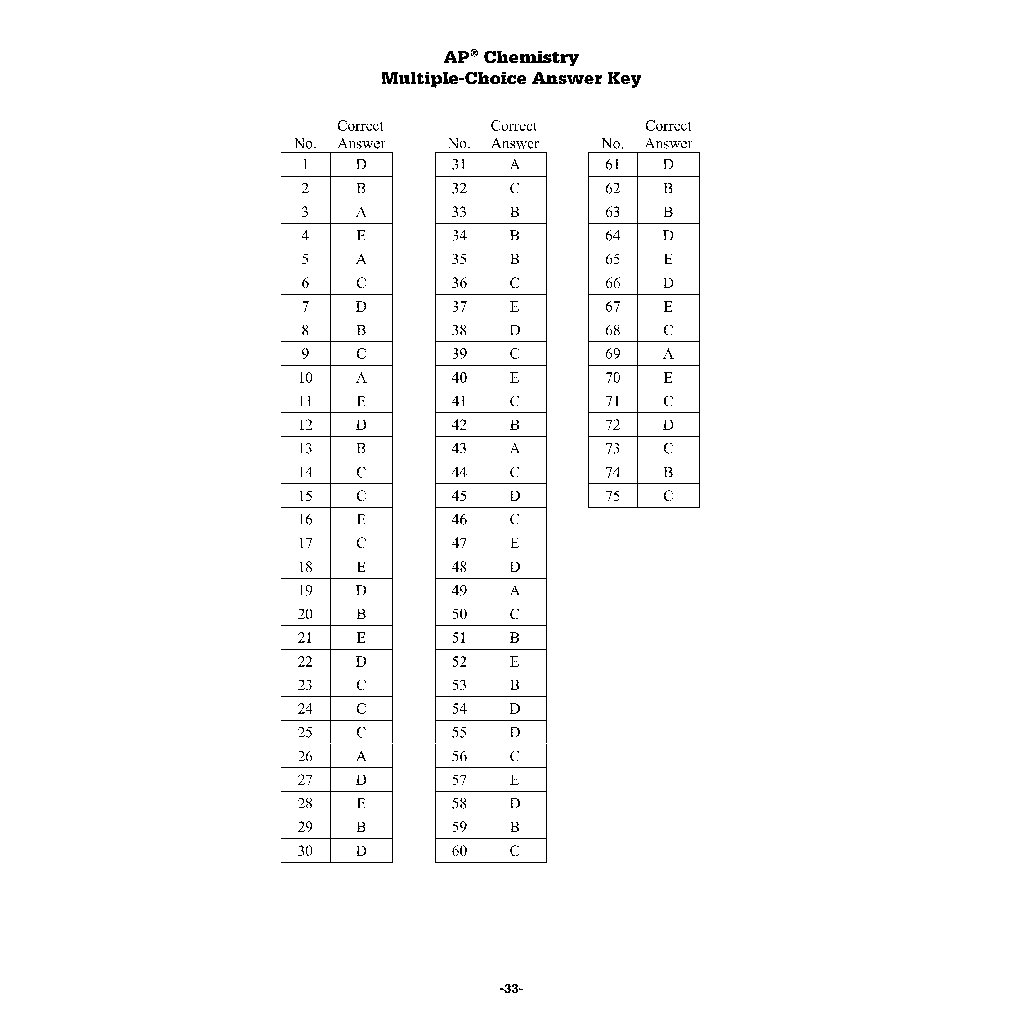 AP® Chemistry
Multiple-Choice Answer Key
Correct Correct Correct
No. Answer No. Answer No. Answer
1 D 31 A 61 D
2 B 32 C 62 B
3 A 33 B 63 B
4 E 34 B 64 D
5 A 35 B 65 E
6 C 36 C 66 D
7 D 37 E 67 E
8 B 38 D 68 C
9 C 39 C 69 A
10 A 40 E 70 E
11 E 41 C 71 C
12 D 42 B 72 D
13 B 43 A 73 C
14 C 44 C 74 B
15 C 45 D 75 C
16 E 46 C
17 C 47 E
18 E 48 D
19 D 49 A
20 B 50 C
21 E 51 B
22 D 52 E
23 C 53 B
24 C 54 D
25 C 55 D
26 A 56 C
27 D 57 E
28 E 58 D
29 B 59 B
30 D 60 C
-33-